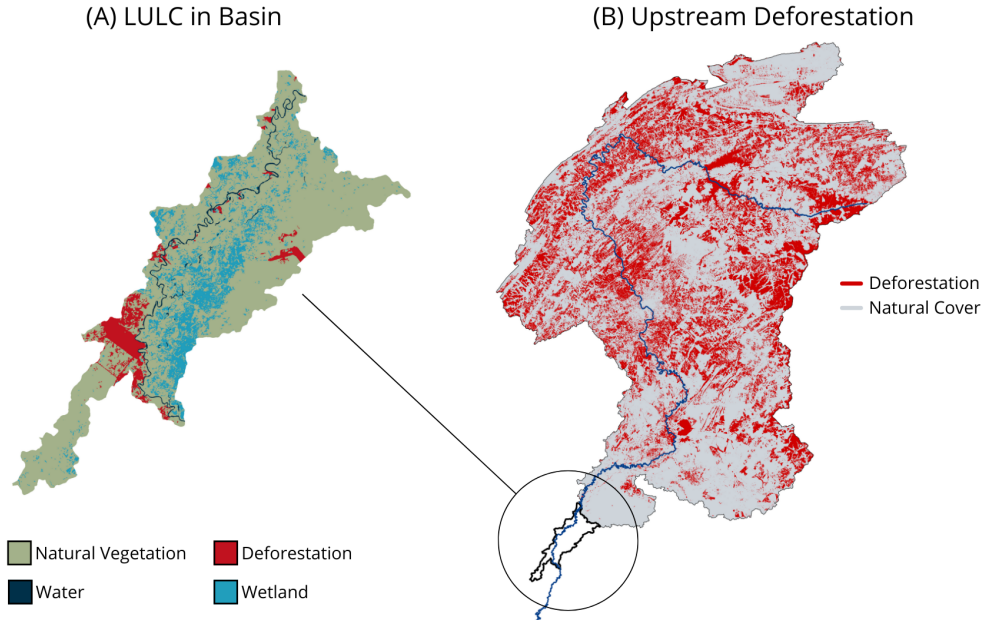 (A) LULC in Basin
(B) Upstream Deforestation
Deforestation
Natural Cover
Natural Vegetation
Deforestation
Water
Wetland